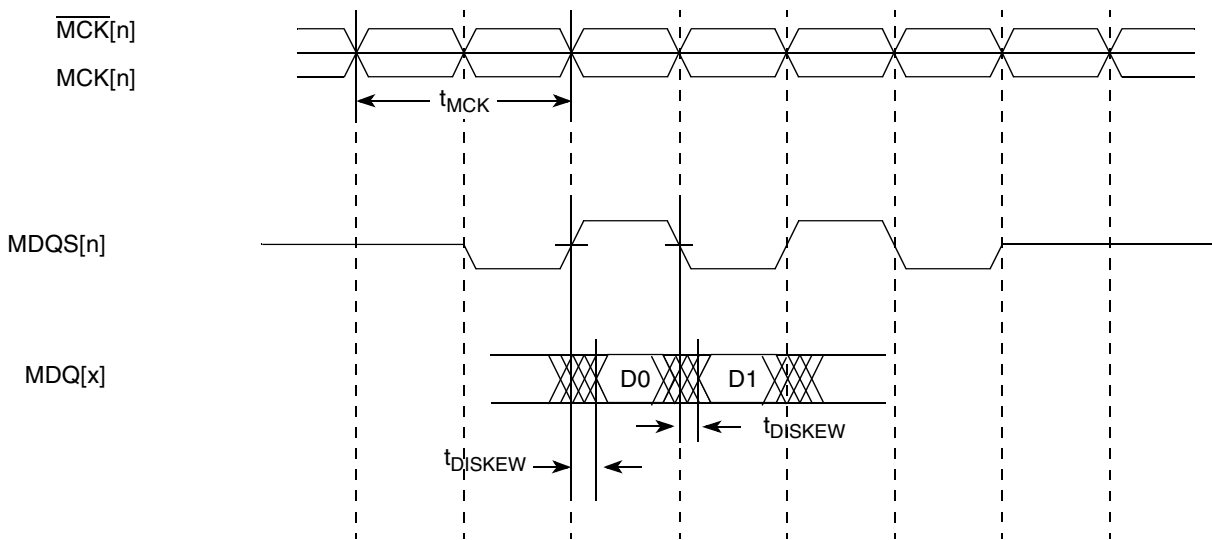 MCK[n]
MCK[n]
tMCK
MDQS[n]
MDQ[x]
D0
D1
tDISKEW
tDISKEW